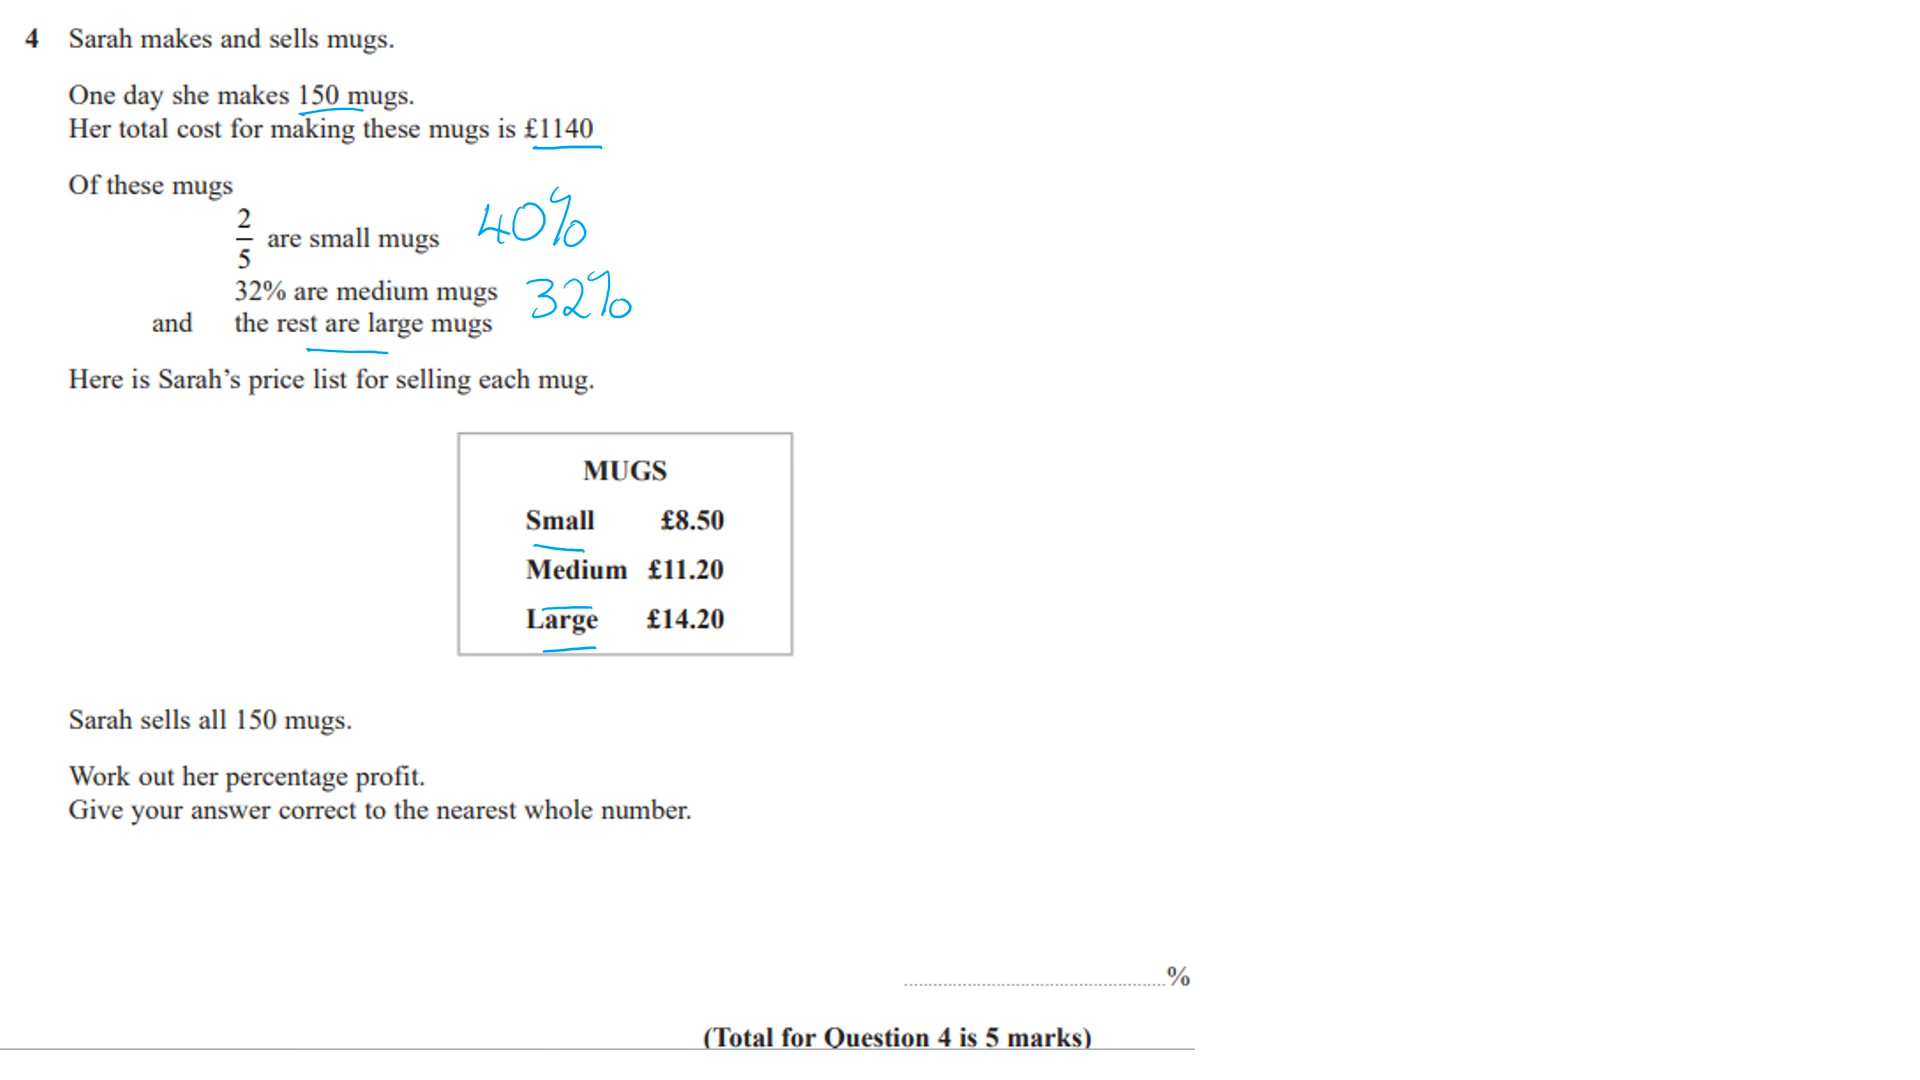 4 Sarah makes and sells mugs.
One day she makes 150 mugs.
Her total cost for making these mugs is £1140
Of these mugs
2/5 are small mugs 40%
32% are medium mugs 32%
and the rest are large mugs
Here is Sarah's price list for selling each mug.
MUGS
Small £8.50
Medium £11.20
Large £14.20
Sarah sells all 150 mugs.
Work out her percentage profit.
Give your answer correct to the nearest whole number.
%
(Total for Question 4 is 5 marks)